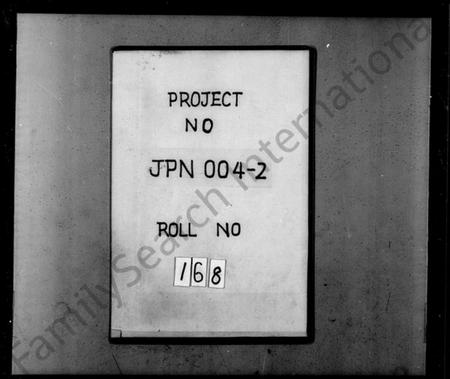 PROJECT
NO
JPN 004-2
ROLL NO
168
FamilySearch International